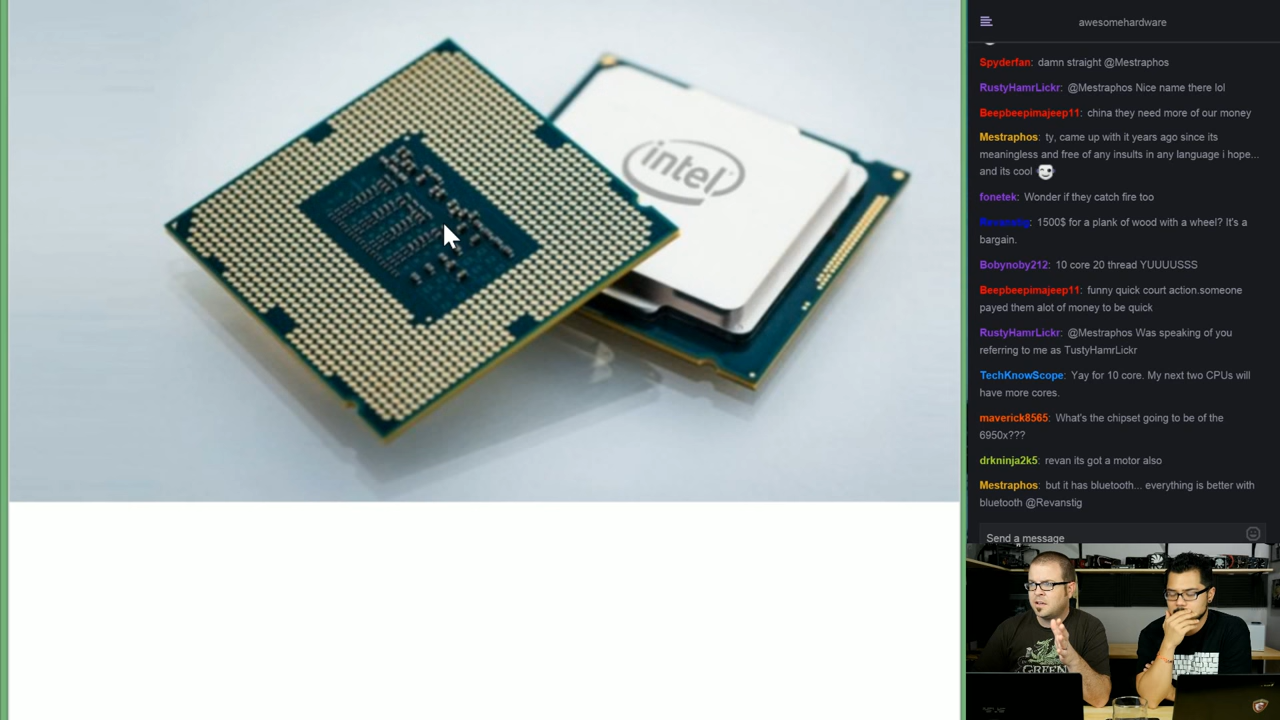 intel
awesomehardware
Spyderfan: damn straight @Mestraphos
RustyHamrLickr: @Mestraphos Nice name there lol
Beepbeepimajeep11: china they need more of our money
Mestraphos: ty, came up with it years ago since its
meaningless and free of any insults in any language i hope...
and its cool
fonetek: Wonder if they catch fire too
Revanstig: 1500$ for a plank of wood with a wheel? It's a
bargain.
Bobynoby212: 10 core 20 thread YUUUUSSS
Beepbeepimajeep11: funny quick court action.someone
payed them alot of money to be quick
RustyHamrLickr: @Mestraphos Was speaking of you
referring to me as TustyHamrLickr
TechKnowScope: Yay for 10 core. My next two CPUs will
have more cores.
maverick8565: What's the chipset going to be of the
6950x???
drkninja2k5: revan its got a motor also
Mestraphos: but it has bluetooth... everything is better with
bluetooth @Revanstig
Send a message
GREEN